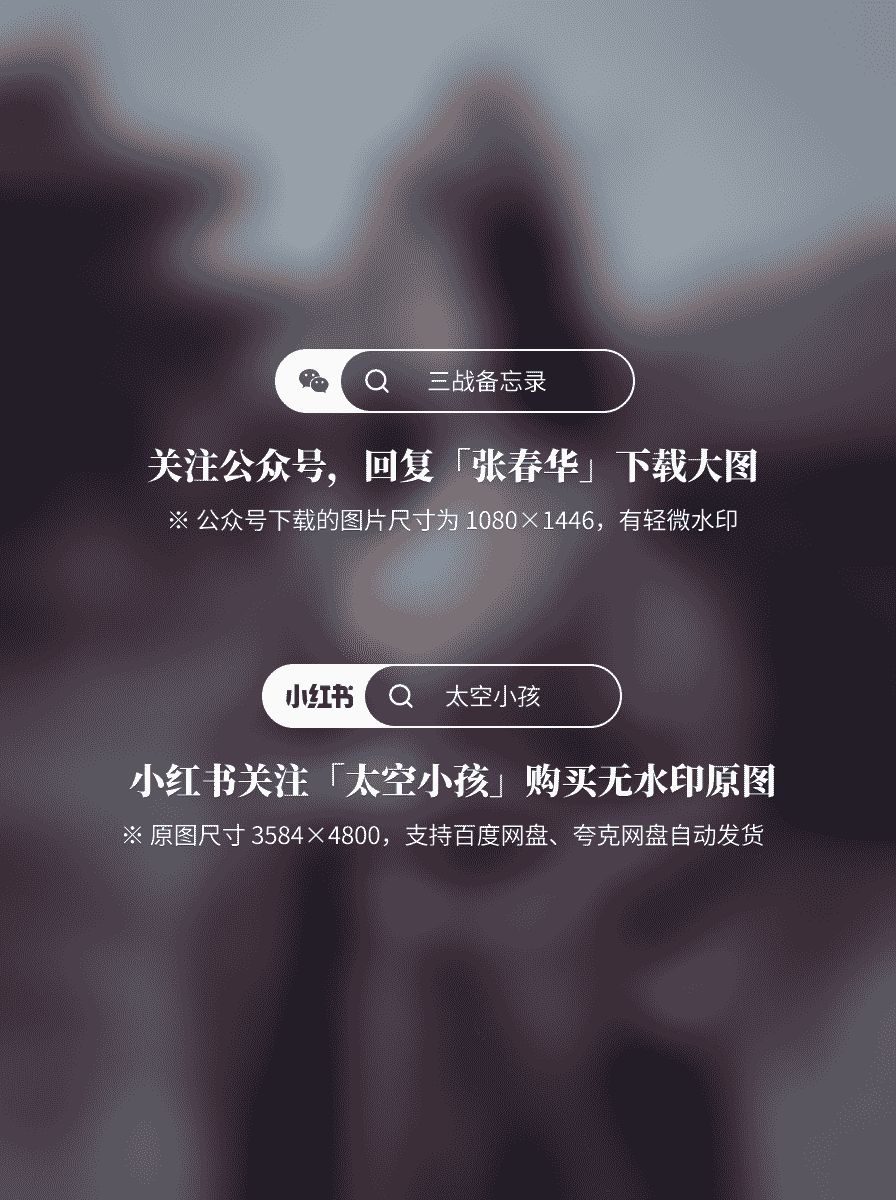 三战备忘录
关注公众号，回复「张春华」下载大图
※ 公众号下载的图片尺寸为 1080×1446，有轻微水印
小红书 太空小孩
小红书关注「太空小孩」购买无水印原图
※ 原图尺寸 3584×4800，支持百度网盘、夸克网盘自动发货